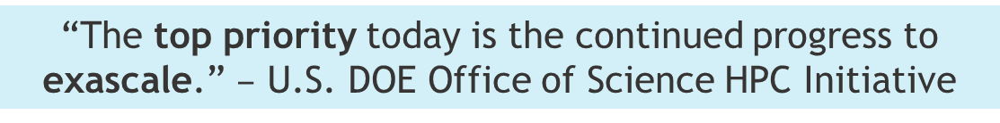 “The top priority today is the continued progress to
exascale.” – U.S. DOE Office of Science HPC Initiative